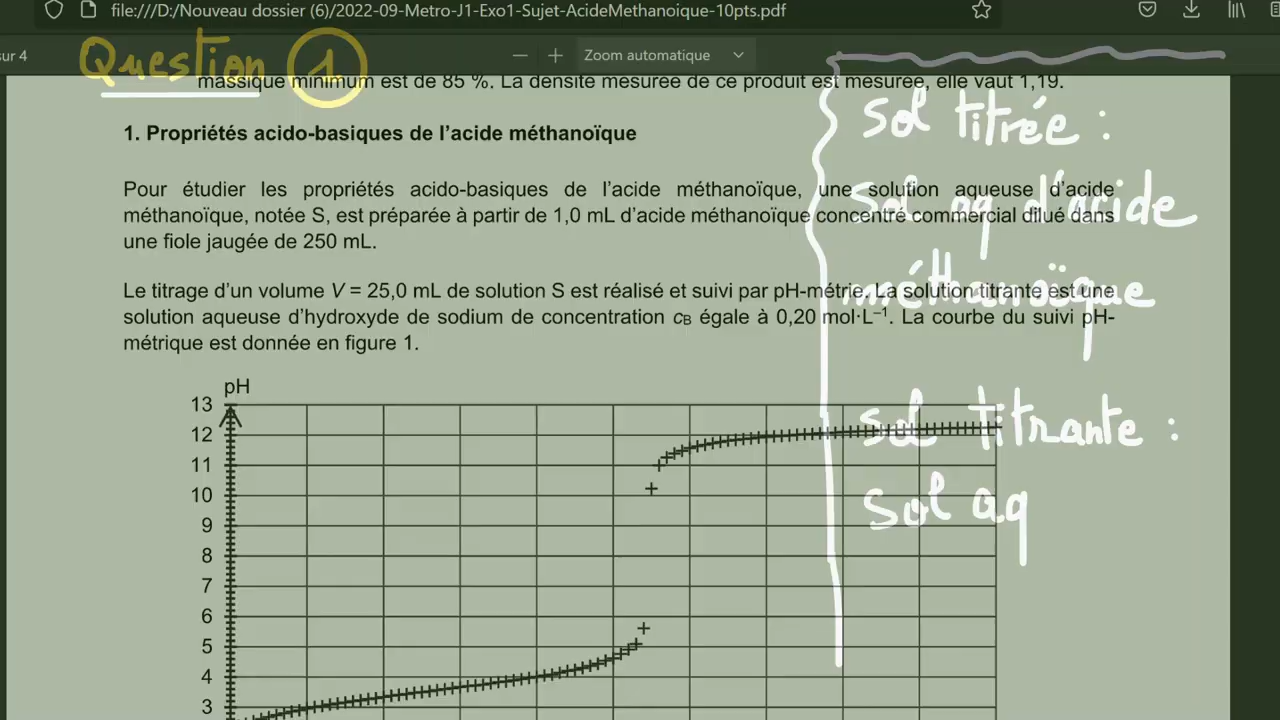 file:///D:/Nouveau dossier (6)/2022-09-Metro-J1-Exo1-Sujet-AcideMethanoique-10pts.pdf
sur 4
Zoom automatique
Question 1
massique minimum est de 85 %. La densité mesurée de ce produit est mesurée, elle vaut 1,19.
1. Propriétés acido-basiques de l’acide méthanoïque
Pour étudier les propriétés acido-basiques de l’acide méthanoïque, une solution aqueuse d’acide
méthanoïque, notée S, est préparée à partir de 1,0 mL d’acide méthanoïque concentré commercial dilué dans
une fiole jaugée de 250 mL.
Le titrage d’un volume V = 25,0 mL de solution S est réalisé et suivi par pH-métrie. La solution titrante est une
solution aqueuse d’hydroxyde de sodium de concentration cB égale à 0,20 mol·L–1. La courbe du suivi pH-
métrique est donnée en figure 1.
sol titrée :
sol aq d'acide
méthanoïque
sol titrante :
sol aq
pH
13
12
11
10
9
8
7
6
5
4
3